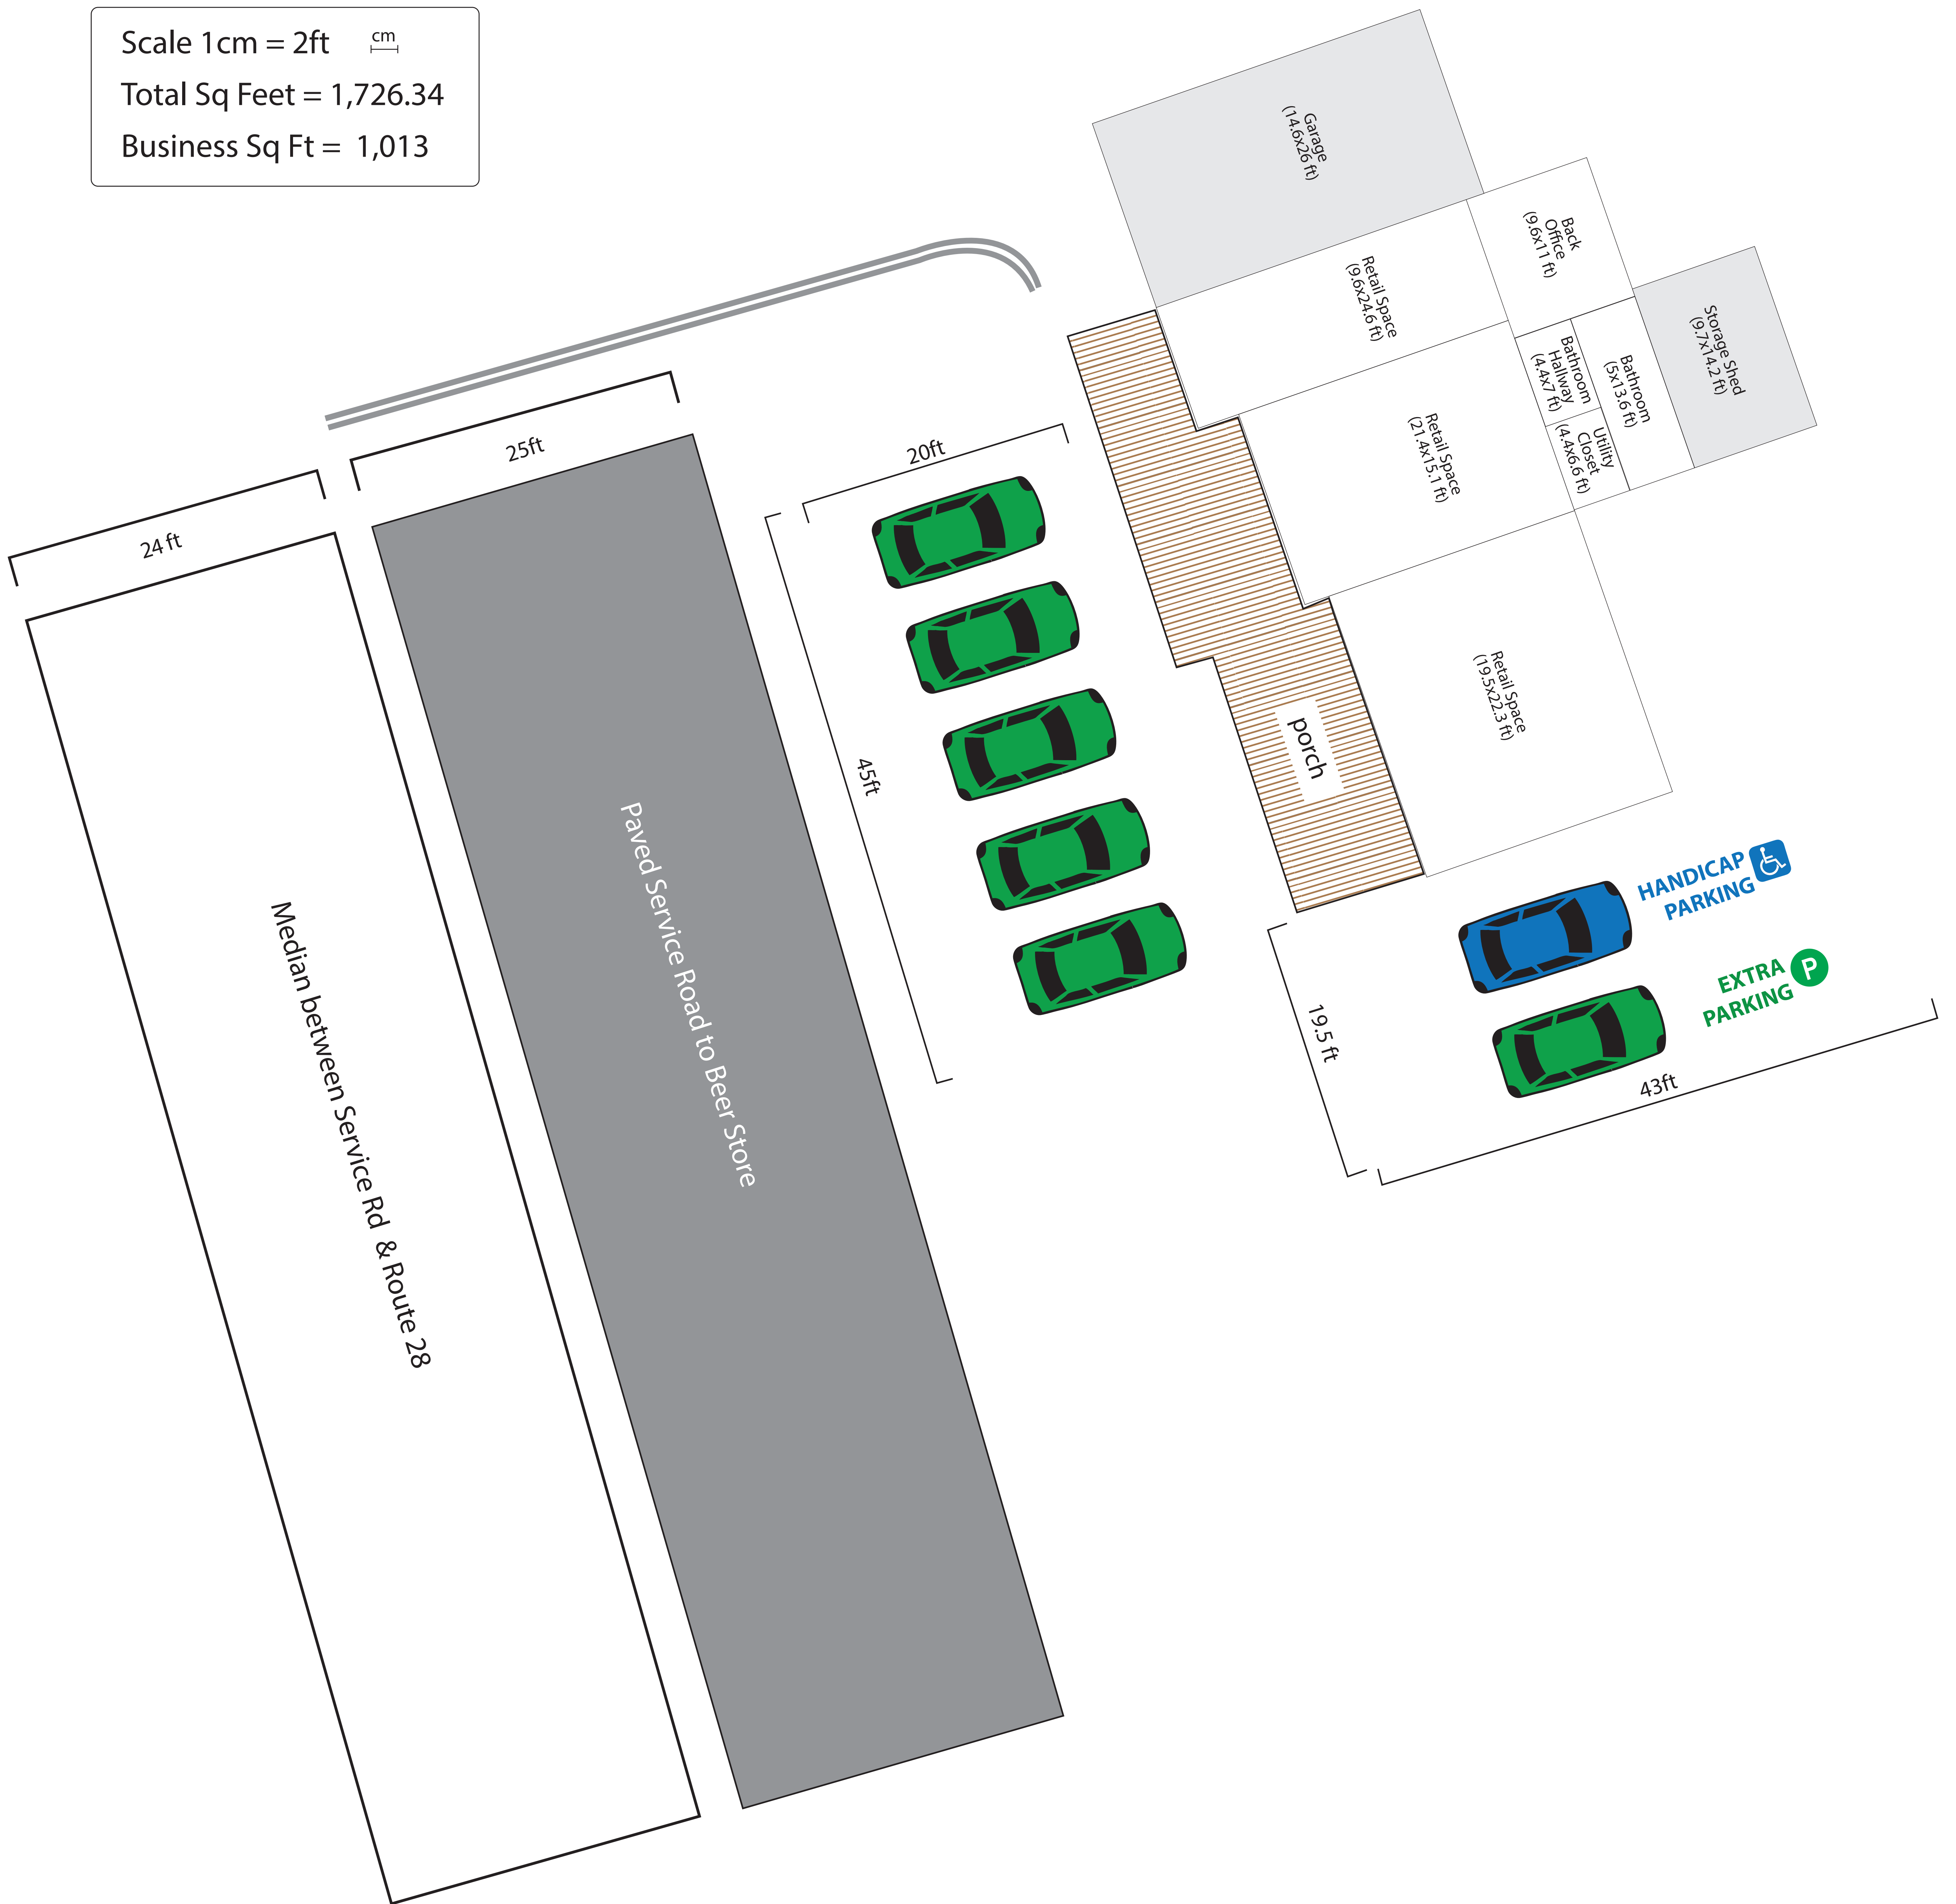 Scale 1cm = 2ft
cm
Total Sq Feet = 1,726.34
Business Sq Ft = 1,013
Garage
(14.6x26 ft)
Back
Office
(9.6x11 ft)
Retail Space
(9.6x24.6 ft)
Storage Shed
(9.7x14.2 ft)
Bathroom
Hallway
(4.4x7 ft)
Bathroom
(5x13.6 ft)
Utility
Closet
(4.4x6.6 ft)
Retail Space
(21.4x15.1 ft)
25ft
20ft
24 ft
Retail Space
(19.5x22.3 ft)
porch
45ft
Paved Service Road to Beer Store
HANDICAP
PARKING
Median between Service Rd & Route 28
EXTRA
PARKING
P
19.5 ft
43ft